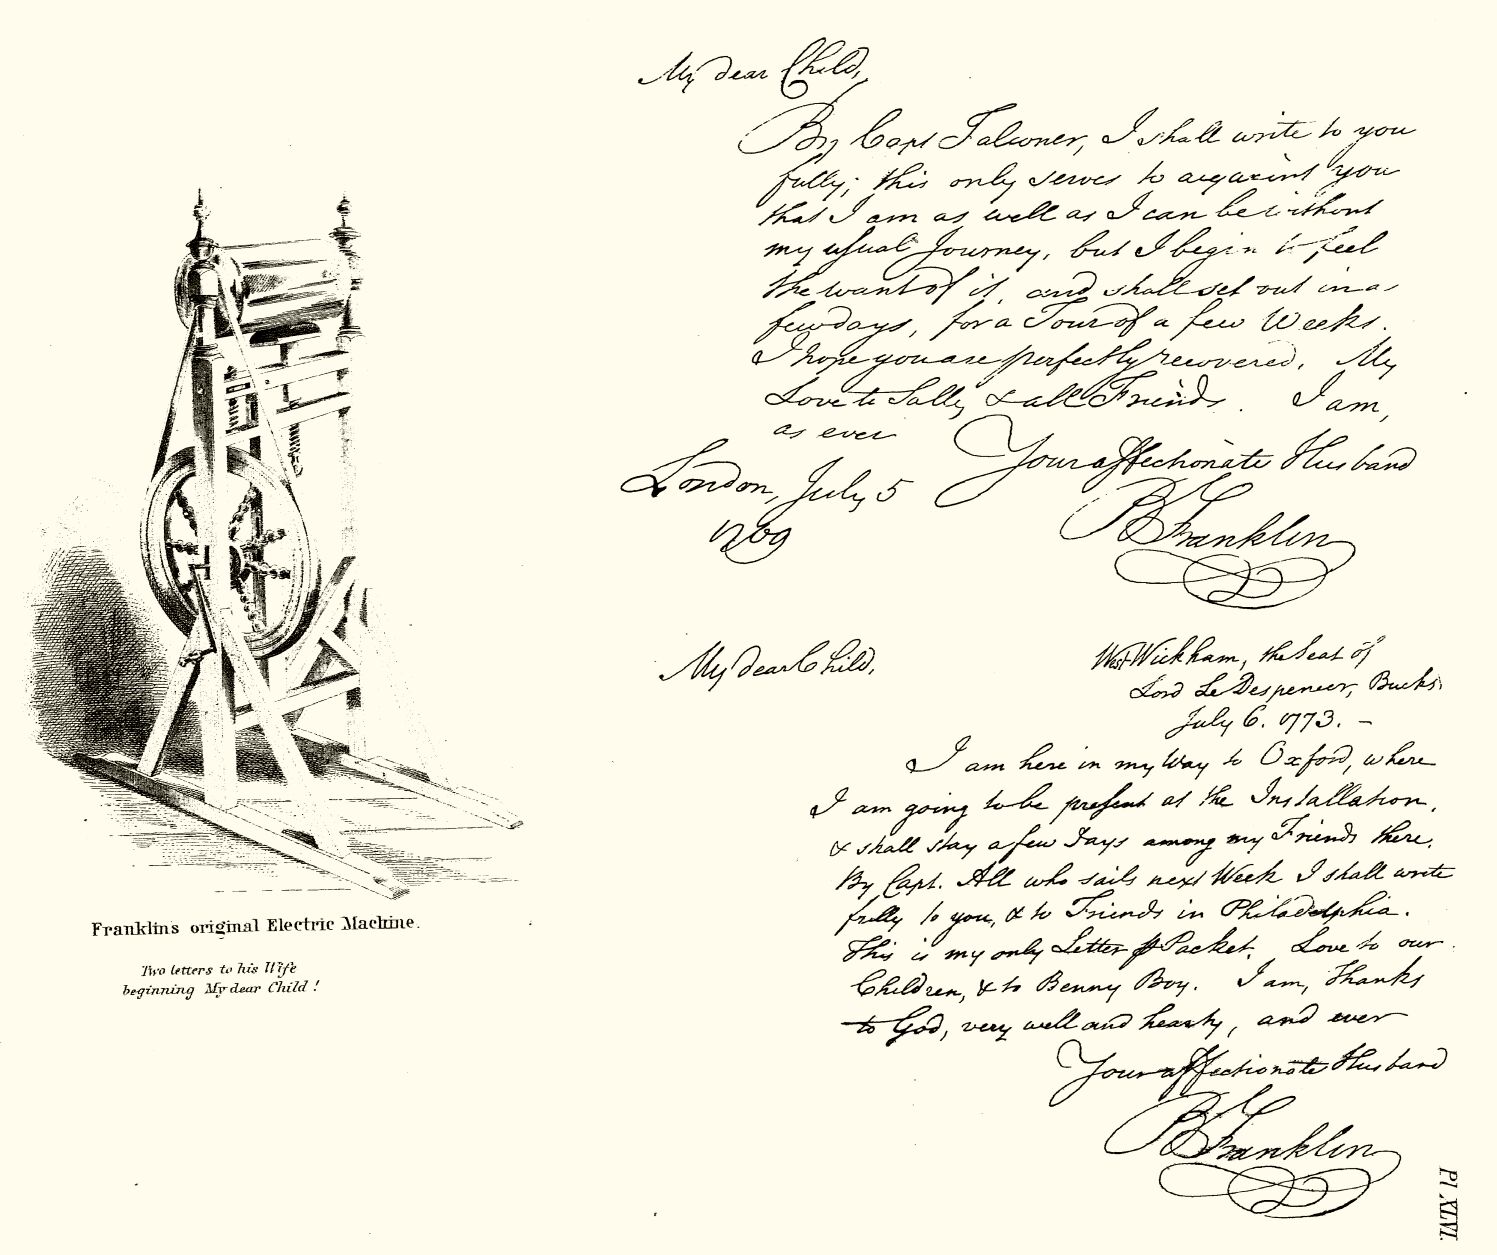 My dear Child,
By Capt Falconer, I shall write to you
fully; this only serves to acquaint you
that I am as well as I can be without
my usual Journey, but I begin to feel
the want of it, and shall set out in a
few days, for a Tour of a few Weeks.
I hope you are perfectly recovered. My
Love to Sally & all Friends. I am,
as ever
Your affectionate Husband
London, July 5
1769
B Franklin
My dear Child,
West Wickham, the Seat of
Lord Le Despencer, Bucks.
July 6. 1773. -
I am here in my Way to Oxford, where
I am going to be present at the Installation,
& shall stay a few Days among my Friends there.
By Capt. All who sails next Week I shall write
fully to you, & to Friends in Philadelphia.
This is my only Letter Packet. Love to our
Children, & to Benny Boy. I am, thanks
to God, very well and hearty, and ever
Your affectionate Husband
B Franklin
Franklins original Electric Machine.
Two letters to his Wife
beginning My dear Child!
Pl XLVI.